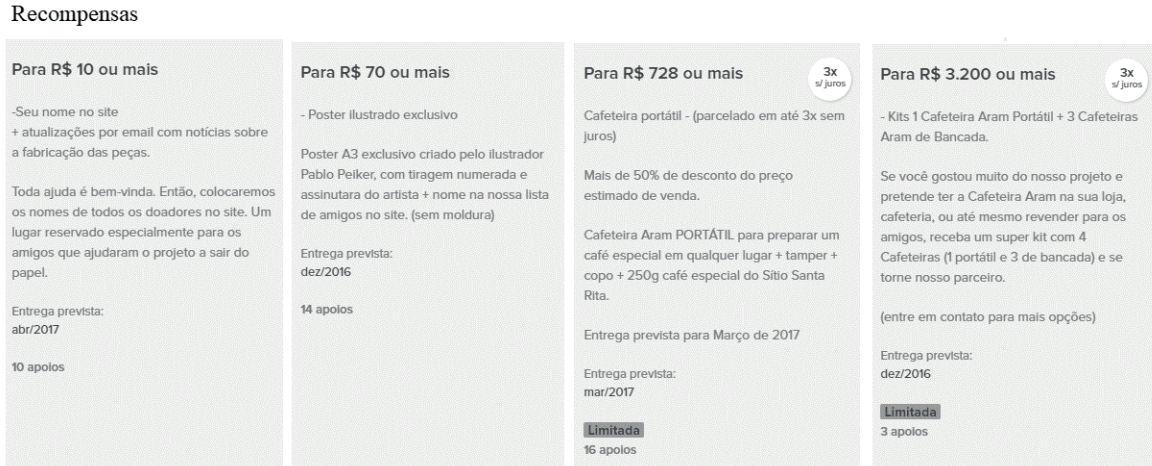 Recompensas
Para R$ 10 ou mais
-Seu nome no site
+ atualizações por email com notícias sobre
a fabricação das peças.
Toda ajuda é bem-vinda. Então, colocaremos
os nomes de todos os doadores no site. Um
lugar reservado especialmente para os
amigos que ajudaram o projeto a sair do
papel.
Entrega prevista:
abr/2017
10 apoios
Para R$ 70 ou mais
- Poster ilustrado exclusivo
Poster A3 exclusivo criado pelo ilustrador
Pablo Peiker, com tiragem numerada e
assinutara do artista + nome na nossa lista
de amigos no site. (sem moldura)
Entrega prevista:
dez/2016
14 apoios
Para R$ 728 ou mais
3x
s/ juros
Cafeteira portátil - (parcelado em até 3x sem
juros)
Mais de 50% de desconto do preço
estimado de venda.
Cafeteira Aram PORTÁTIL para preparar um
café especial em qualquer lugar + tamper +
copo + 250g café especial do Sítio Santa
Rita.
Entrega prevista para Março de 2017
Entrega prevista:
mar/2017
Limitada
16 apoios
Para R$ 3.200 ou mais
3x
s/ juros
- Kits 1 Cafeteira Aram Portátil + 3 Cafeteiras
Aram de Bancada.
Se você gostou muito do nosso projeto e
pretende ter a Cafeteira Aram na sua loja,
cafeteria, ou até mesmo revender para os
amigos, receba um super kit com 4
Cafeteiras (1 portátil e 3 de bancada) e se
torne nosso parceiro.
(entre em contato para mais opções)
Entrega prevista:
dez/2016
Limitada
3 apoios